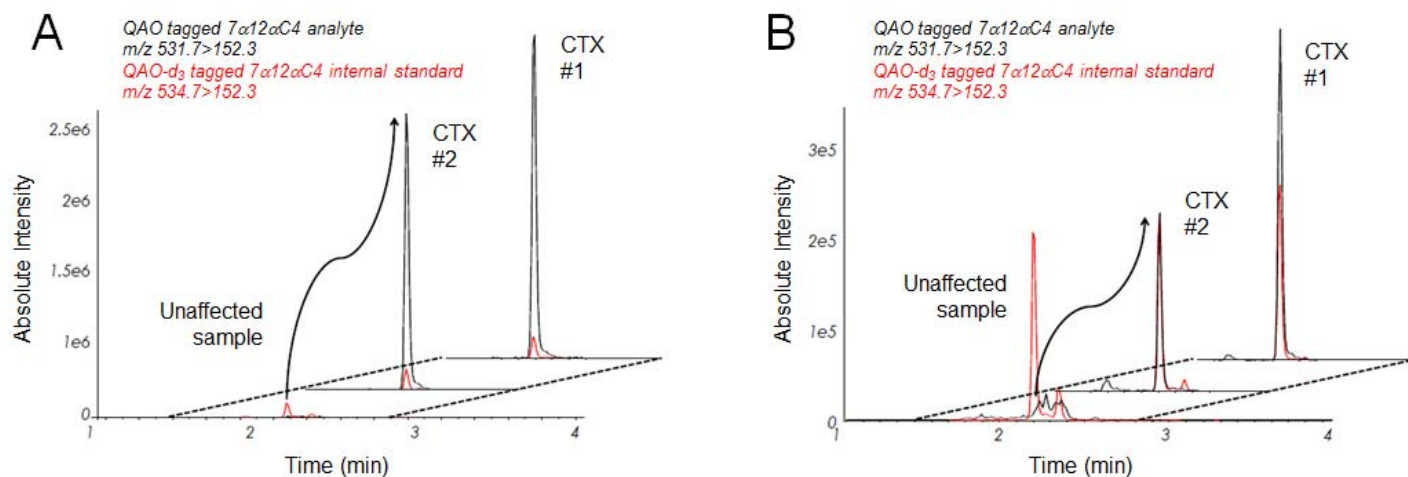 A
QAO tagged 7α12αC4 analyte
m/z 531.7>152.3
QAO-d₃ tagged 7α12αC4 internal standard
m/z 534.7>152.3
CTX
#1
CTX
#2
Unaffected
sample
Absolute Intensity
2.5e6
2e6
1.5e6
1e6
0
1 2 3 4
Time (min)
B
QAO tagged 7α12αC4 analyte
m/z 531.7>152.3
QAO-d₃ tagged 7α12αC4 internal standard
m/z 534.7>152.3
CTX
#1
CTX
#2
Unaffected
sample
Absolute Intensity
3e5
2e5
1e5
0
1 2 3 4
Time (min)